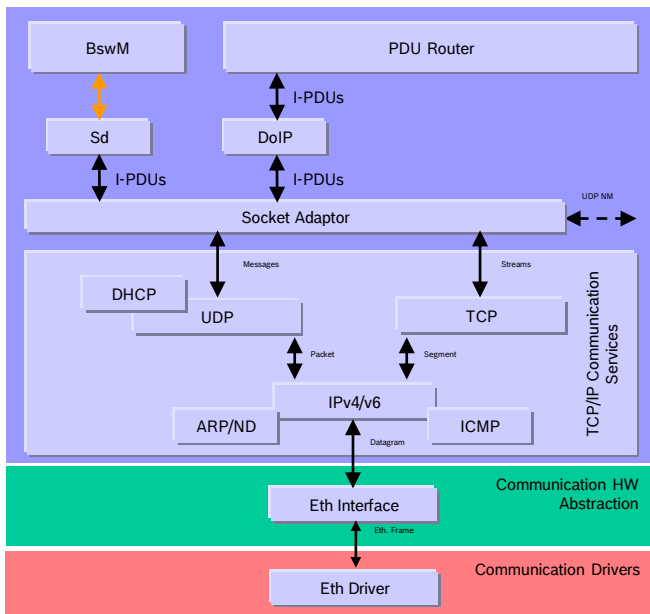 BswM
PDU Router
I-PDUs
Sd
DoIP
I-PDUs
I-PDUs
UDP NM
Socket Adaptor
Messages
Streams
DHCP
UDP
TCP
Packet
Segment
IPv4/v6
ARP/ND
ICMP
Datagram
TCP/IP Communication
Services
Communication HW
Abstraction
Eth Interface
Eth. Frame
Communication Drivers
Eth Driver